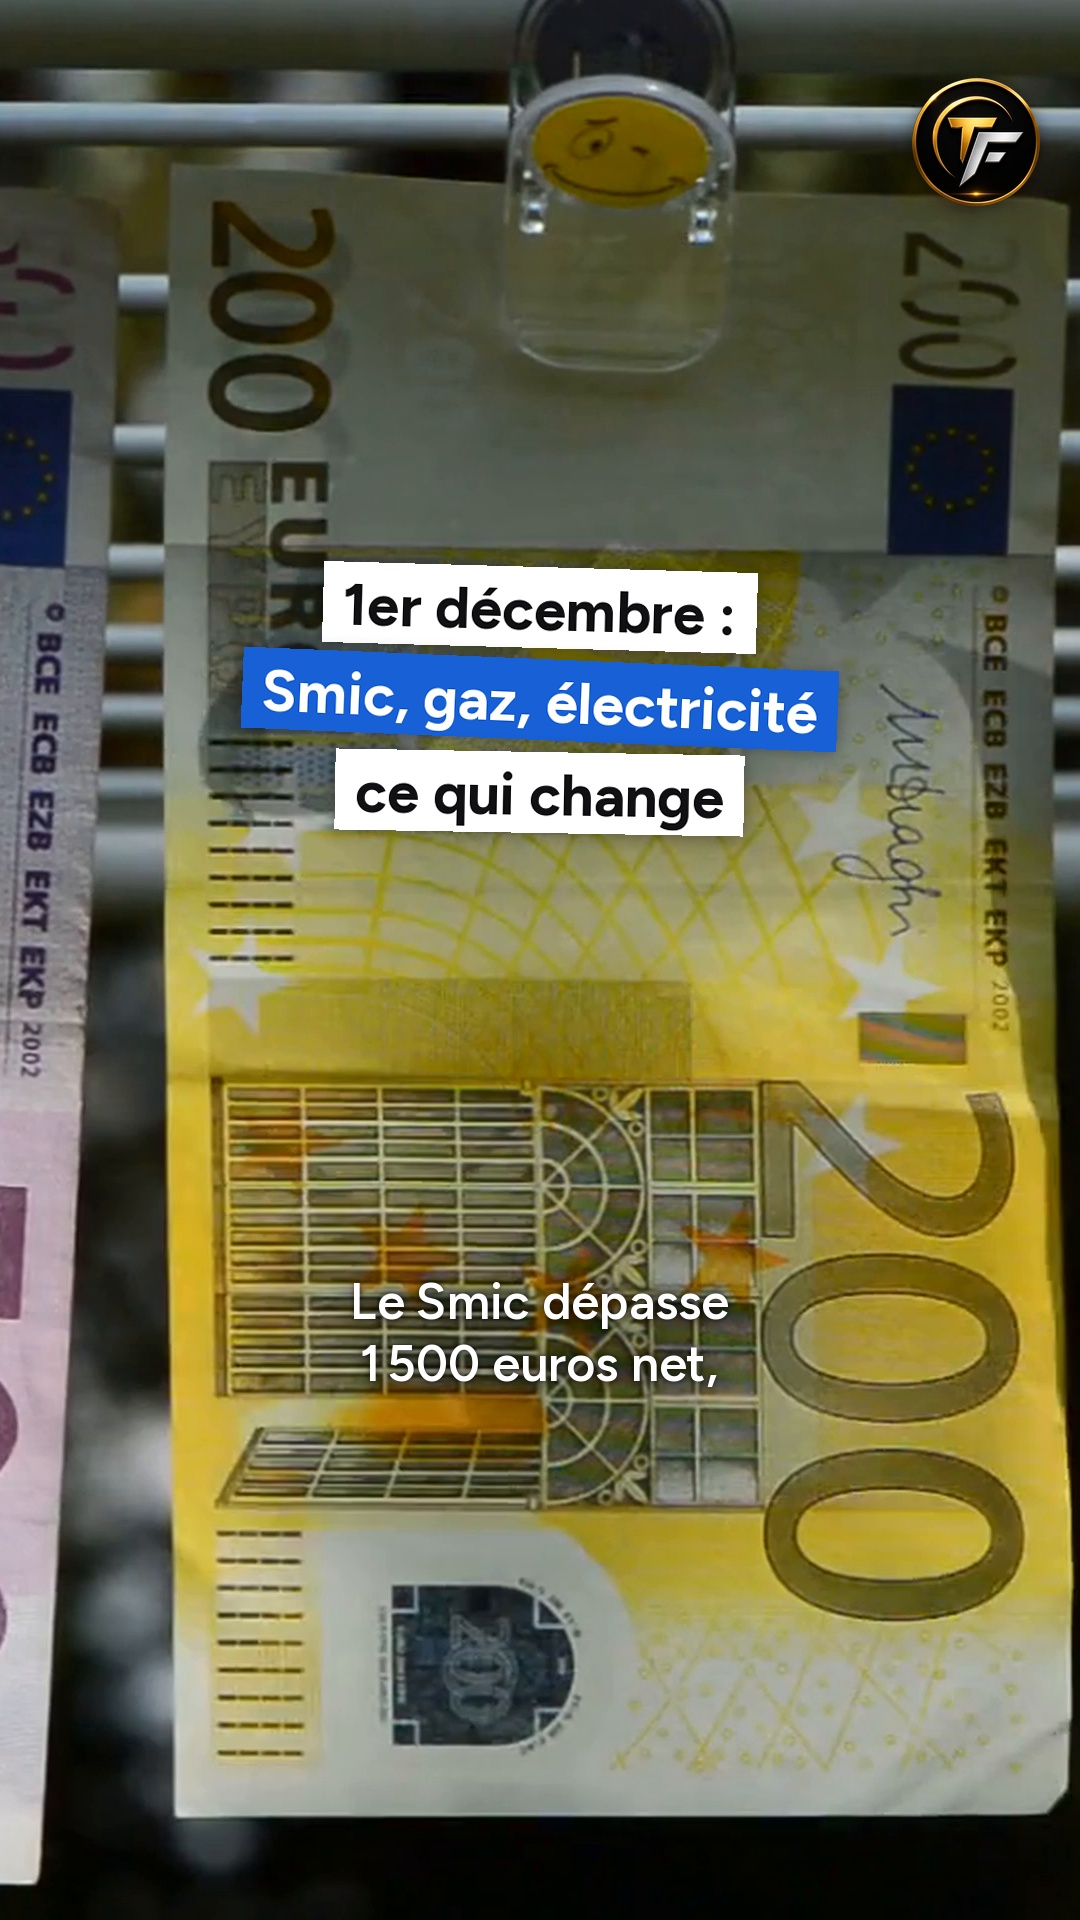 TF
200
EURO
200
1er décembre :
Smic, gaz, électricité
ce qui change
© BCE ECB EZB EKT EKP 2002
© BCE ECB EZB EKT EKP 2002
Le Smic dépasse
1500 euros net,
200
200